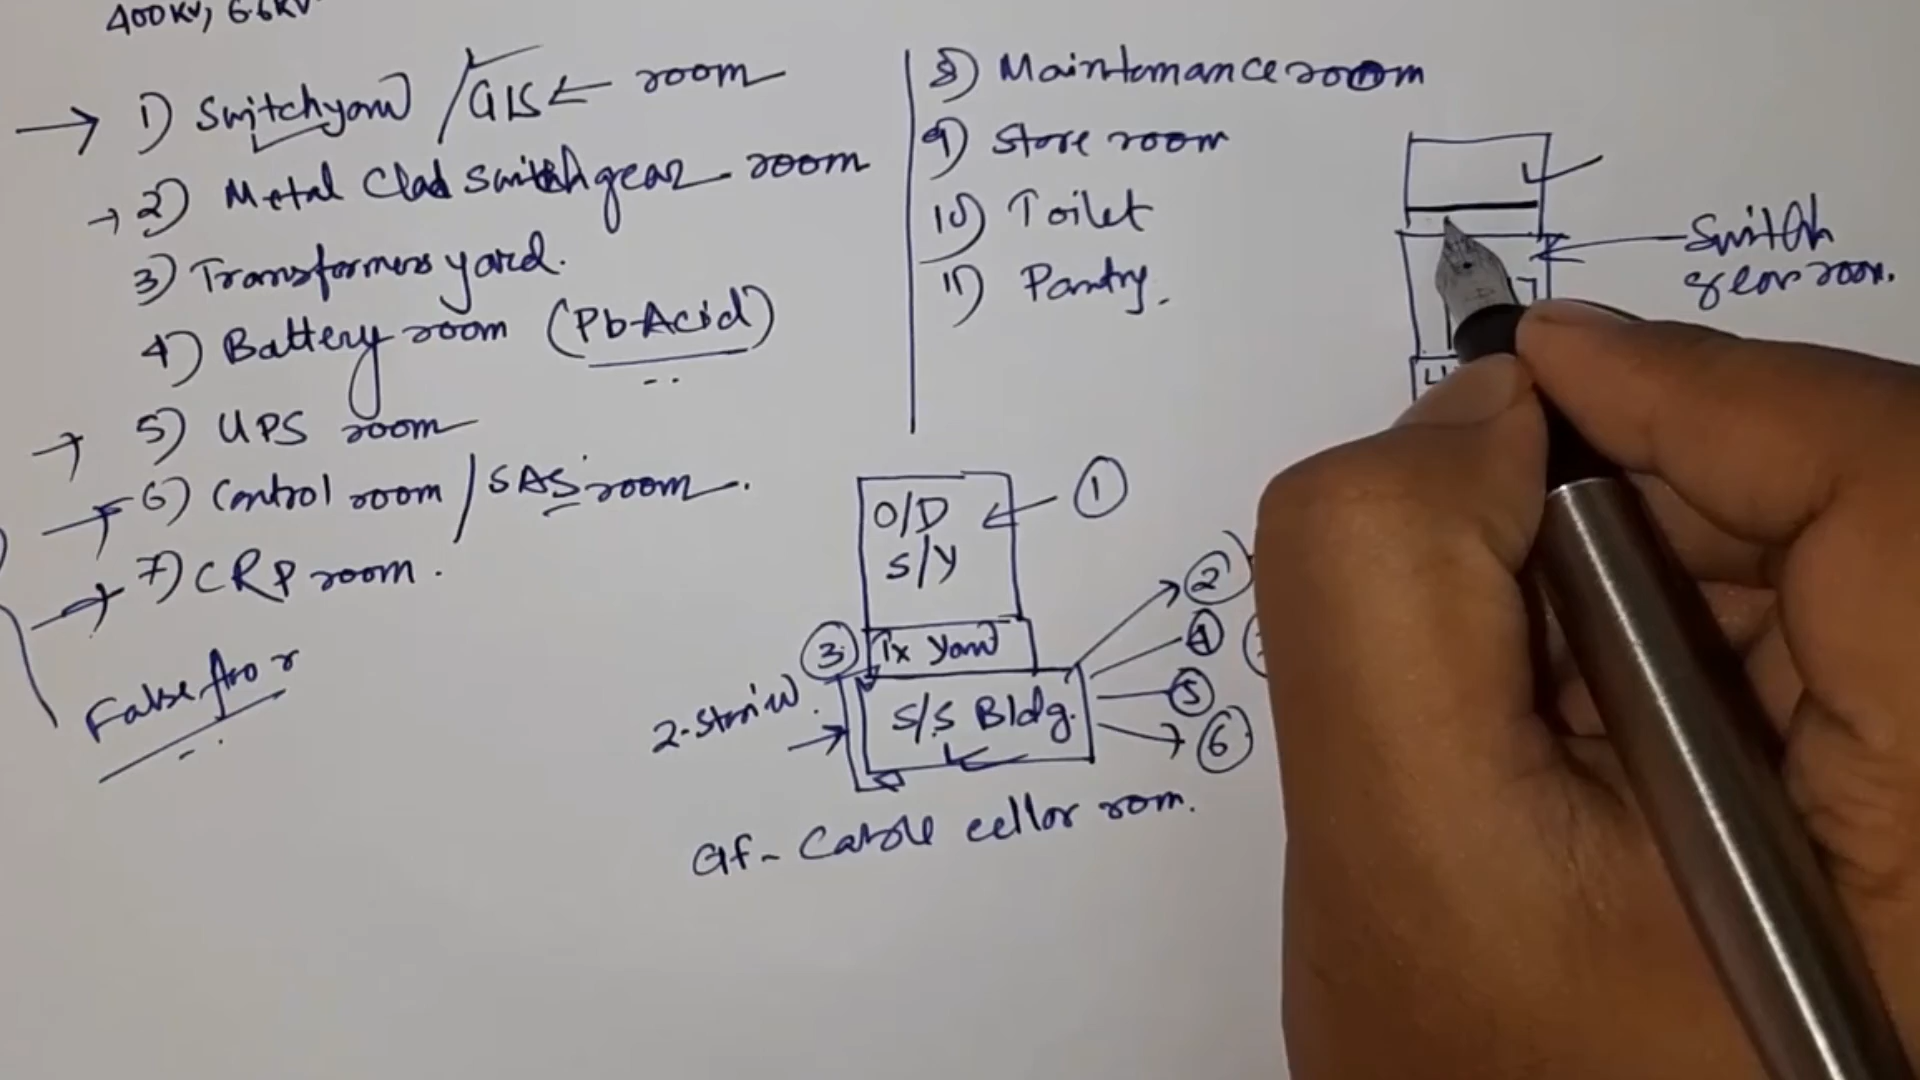 400KV, 6.6KV
1) Switchyard / GIS ← room
2) Metal Clad Switchgear room
3) Transformers yard.
4) Battery room (Pb-Acid)
5) UPS room
6) Control room / SAS room.
7) CRP room.
False floor
8) Maintenance room
9) Store room
10) Toilet
11) Pantry.
Switch
gear room.
O/D
S/Y
1
2
3
Tx Yard
4
5
S/S Bldg.
6
2-
GF - Cable cellar room.